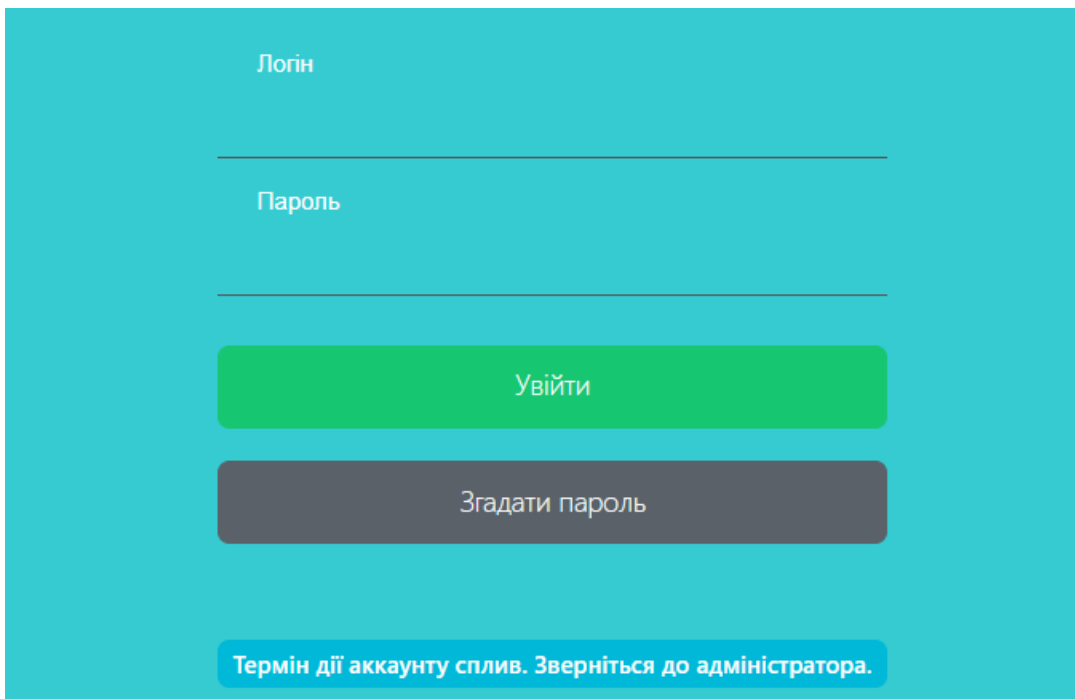 Логін
Пароль
Увійти
Згадати пароль
Термін дії аккаунту сплив. Зверніться до адміністратора.